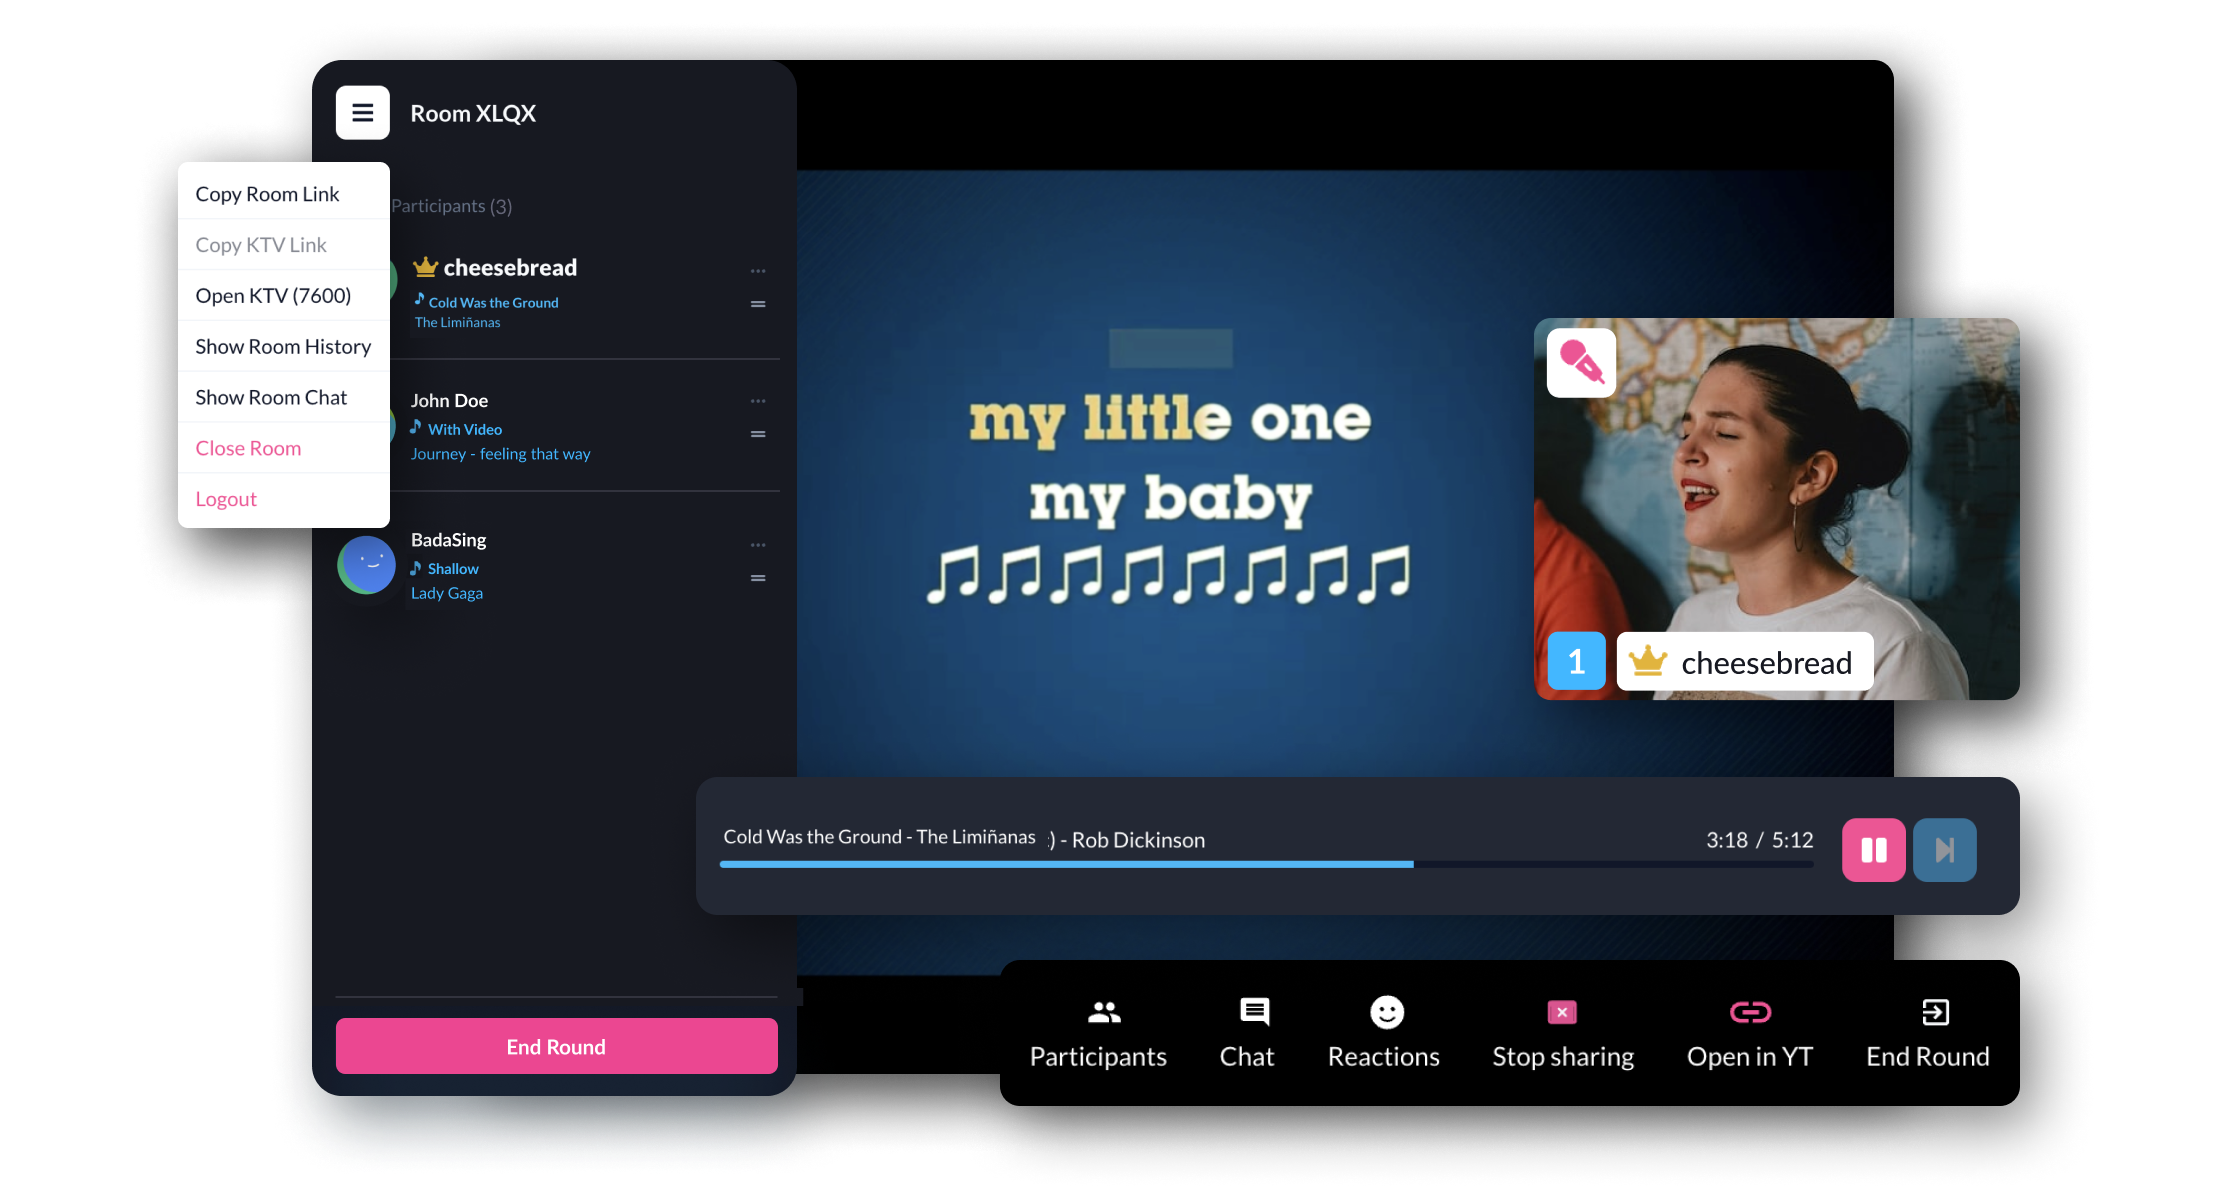 Room XLQX
Copy Room Link
Copy KTV Link
Open KTV (7600)
Show Room History
Show Room Chat
Close Room
Logout
Participants (3)
cheesebread
Cold Was the Ground
The Limiñanas
John Doe
With Video
Journey - feeling that way
BadaSing
Shallow
Lady Gaga
End Round
my little one
my baby
1
cheesebread
Cold Was the Ground - The Limiñanas :) - Rob Dickinson
3:18 / 5:12
Participants
Chat
Reactions
Stop sharing
Open in YT
End Round